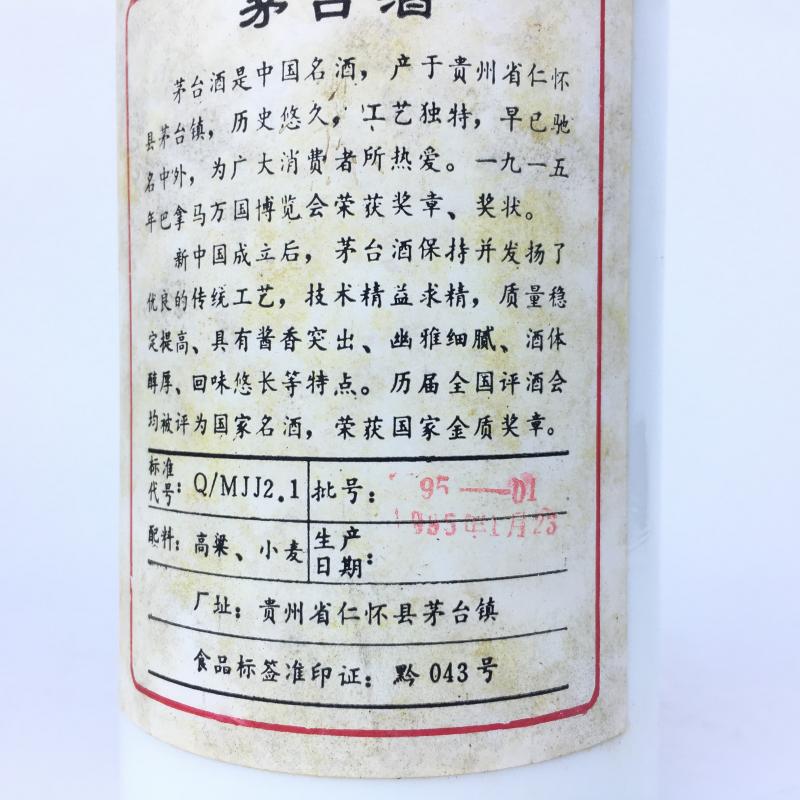 茅台酒
茅台酒是中国名酒，产于贵州省仁怀
县茅台镇，历史悠久，工艺独特，早已驰
名中外，为广大消费者所热爱。一九一五
年巴拿马万国博览会荣获奖章、奖状。
新中国成立后，茅台酒保持并发扬了
优良的传统工艺，技术精益求精，质量稳
定提高、具有酱香突出、幽雅细腻、酒体
醇厚、回味悠长等特点。历届全国评酒会
均被评为国家名酒，荣获国家金质奖章。
标准代号：Q/MJJ2.1 批号：95—01
1995年1月23
配料：高粱、小麦 生产日期：
厂址：贵州省仁怀县茅台镇
食品标签准印证：黔043号